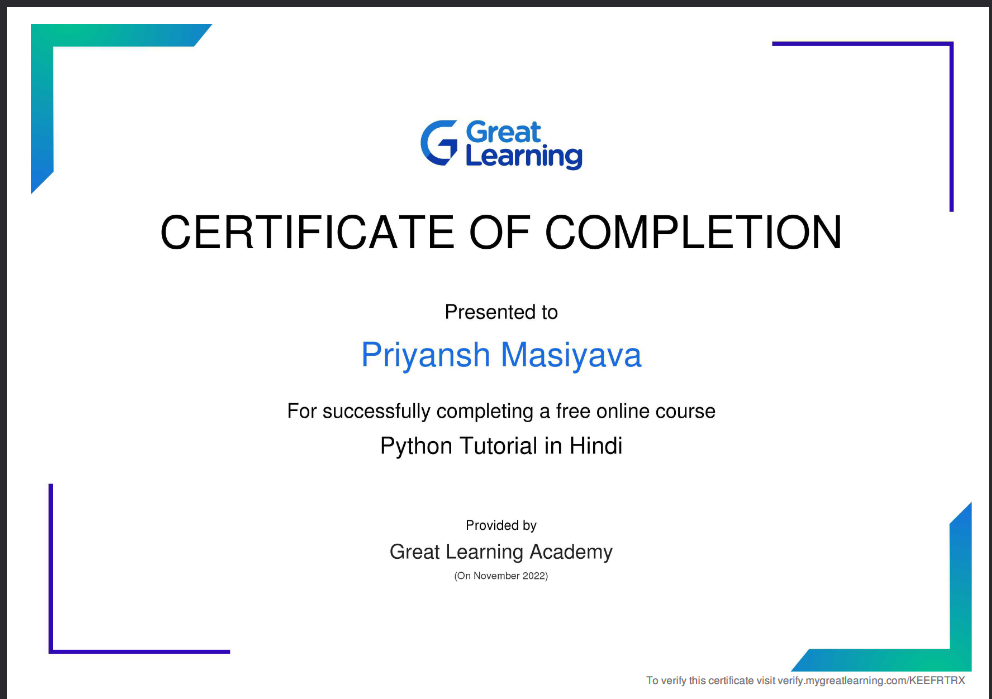 Great
Learning
CERTIFICATE OF COMPLETION
Presented to
Priyansh Masiyava
For successfully completing a free online course
Python Tutorial in Hindi
Provided by
Great Learning Academy
(On November 2022)
To verify this certificate visit verify.mygreatlearning.com/KEEFRTRX